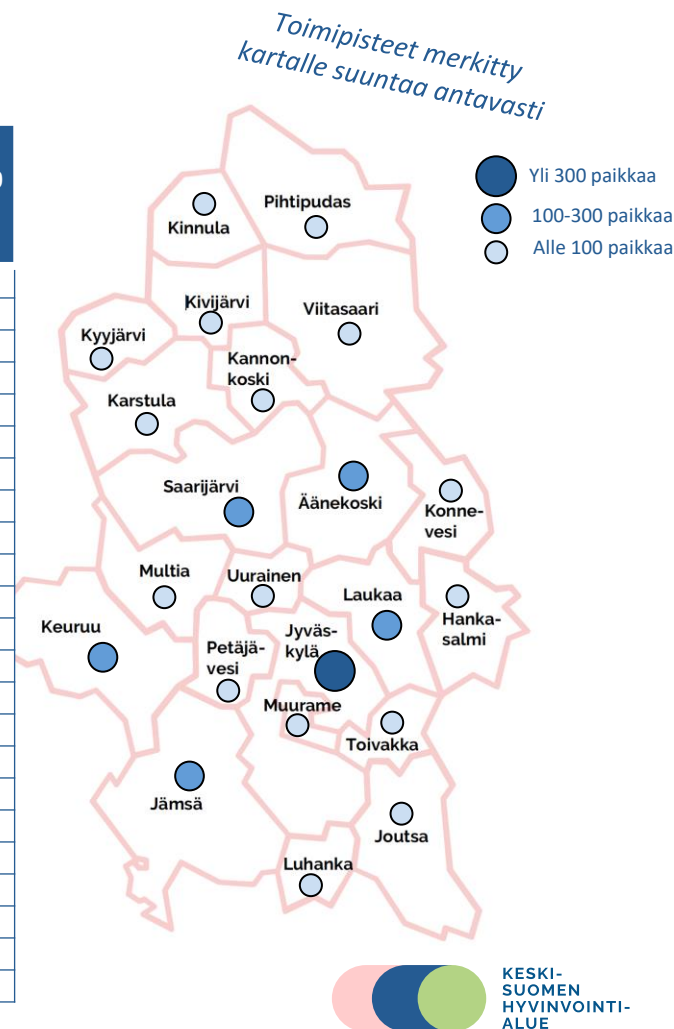 Toimipisteet merkitty
kartalle suuntaa antavasti
Yli 300 paikkaa
100-300 paikkaa
Alle 100 paikkaa
Pihtipudas
Kinnula
Kivijärvi
Viitasaari
Kyyjärvi
Kannon-
koski
Karstula
Saarijärvi
Äänekoski
Konne-
vesi
Multia
Uurainen
Laukaa
Hanka-
salmi
Keuruu
Jyväs-
kylä
Petäjä-
vesi
Muurame
Toivakka
Jämsä
Joutsa
Luhanka
KESKI-
SUOMEN
HYVINVOINTI-
ALUE